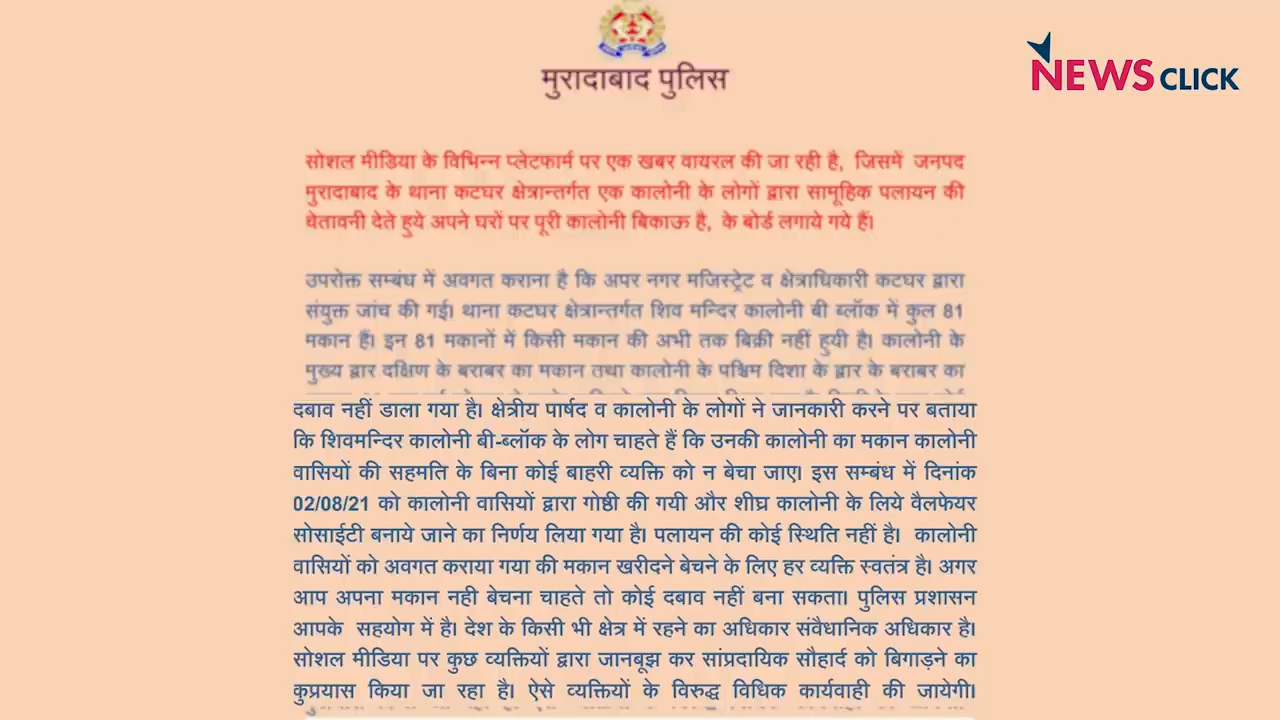 मुरादाबाद पुलिस
NEWS CLICK
सोशल मीडिया के विभिन्न प्लेटफार्म पर एक खबर वायरल की जा रही है, जिसमें जनपद
मुरादाबाद के थाना कटघर क्षेत्रान्तर्गत एक कालोनी के लोगों द्वारा सामूहिक पलायन की
चेतावनी देते हुये अपने घरों पर पूरी कालोनी बिकाऊ है, के बोर्ड लगाये गये हैं।
उपरोक्त सम्बंध में अवगत कराना है कि अपर नगर मजिस्ट्रेट व क्षेत्राधिकारी कटघर द्वारा
संयुक्त जांच की गई। थाना कटघर क्षेत्रान्तर्गत शिव मन्दिर कालोनी बी ब्लॉक में कुल 81
मकान हैं। इन 81 मकानों में किसी मकान की अभी तक बिक्री नहीं हुयी है। कालोनी के
मुख्य द्वार दक्षिण के बराबर का मकान तथा कालोनी के पश्चिम दिशा के द्वार के बराबर का
दबाव नहीं डाला गया है। क्षेत्रीय पार्षद व कालोनी के लोगों ने जानकारी करने पर बताया
कि शिवमन्दिर कालोनी बी-ब्लॉक के लोग चाहते हैं कि उनकी कालोनी का मकान कालोनी
वासियों की सहमति के बिना कोई बाहरी व्यक्ति को न बेचा जाए। इस सम्बंध में दिनांक
02/08/21 को कालोनी वासियों द्वारा गोष्ठी की गयी और शीघ्र कालोनी के लिये वैलफेयर
सोसाईटी बनाये जाने का निर्णय लिया गया है। पलायन की कोई स्थिति नहीं है। कालोनी
वासियों को अवगत कराया गया की मकान खरीदने बेचने के लिए हर व्यक्ति स्वतंत्र है। अगर
आप अपना मकान नही बेचना चाहते तो कोई दबाव नहीं बना सकता। पुलिस प्रशासन
आपके सहयोग में है। देश के किसी भी क्षेत्र में रहने का अधिकार संवैधानिक अधिकार है।
सोशल मीडिया पर कुछ व्यक्तियों द्वारा जानबूझ कर सांप्रदायिक सौहार्द को बिगाड़ने का
कुप्रयास किया जा रहा है। ऐसे व्यक्तियों के विरुद्ध विधिक कार्यवाही की जायेगी।